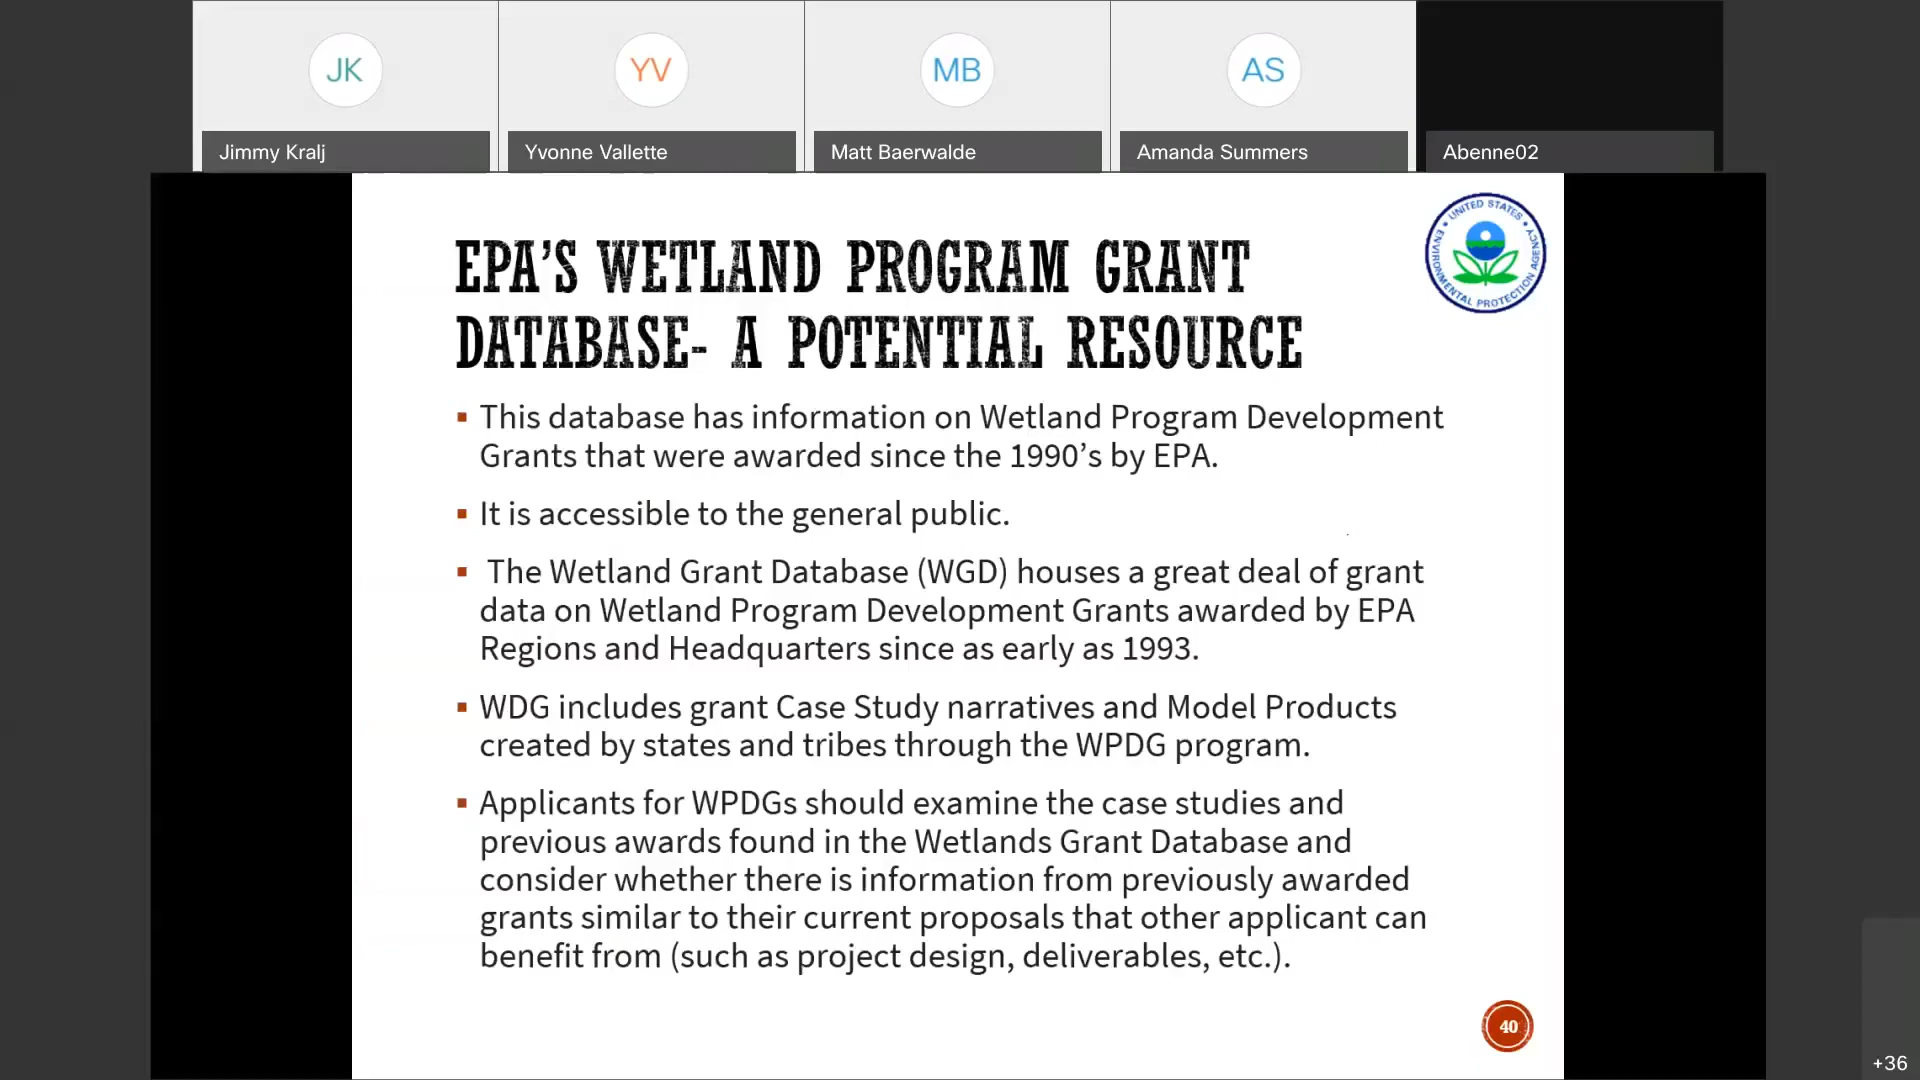 JK
YV
MB
AS
Jimmy Kralj
Yvonne Vallette
Matt Baerwalde
Amanda Summers
Abenne02
UNITED STATES
ENVIRONMENTAL PROTECTION AGENCY
EPA’S WETLAND PROGRAM GRANT
DATABASE- A POTENTIAL RESOURCE
▪ This database has information on Wetland Program Development
Grants that were awarded since the 1990’s by EPA.
▪ It is accessible to the general public.
▪ The Wetland Grant Database (WGD) houses a great deal of grant
data on Wetland Program Development Grants awarded by EPA
Regions and Headquarters since as early as 1993.
▪ WDG includes grant Case Study narratives and Model Products
created by states and tribes through the WPDG program.
▪ Applicants for WPDGs should examine the case studies and
previous awards found in the Wetlands Grant Database and
consider whether there is information from previously awarded
grants similar to their current proposals that other applicant can
benefit from (such as project design, deliverables, etc.).
40
+36